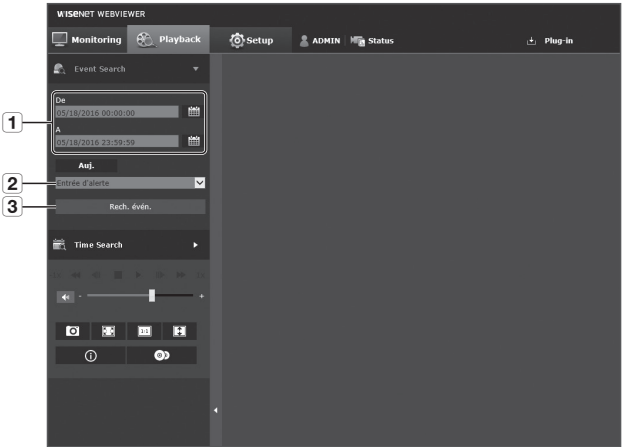 WISENET WEBVIEWER
Monitoring Playback Setup ADMIN Status Plug-in
Event Search
De
05/18/2016 00:00:00
A
05/18/2016 23:59:59
1
Auj.
2 Entrée d'alerte
3 Rech. évén.
Time Search
- +
1:1